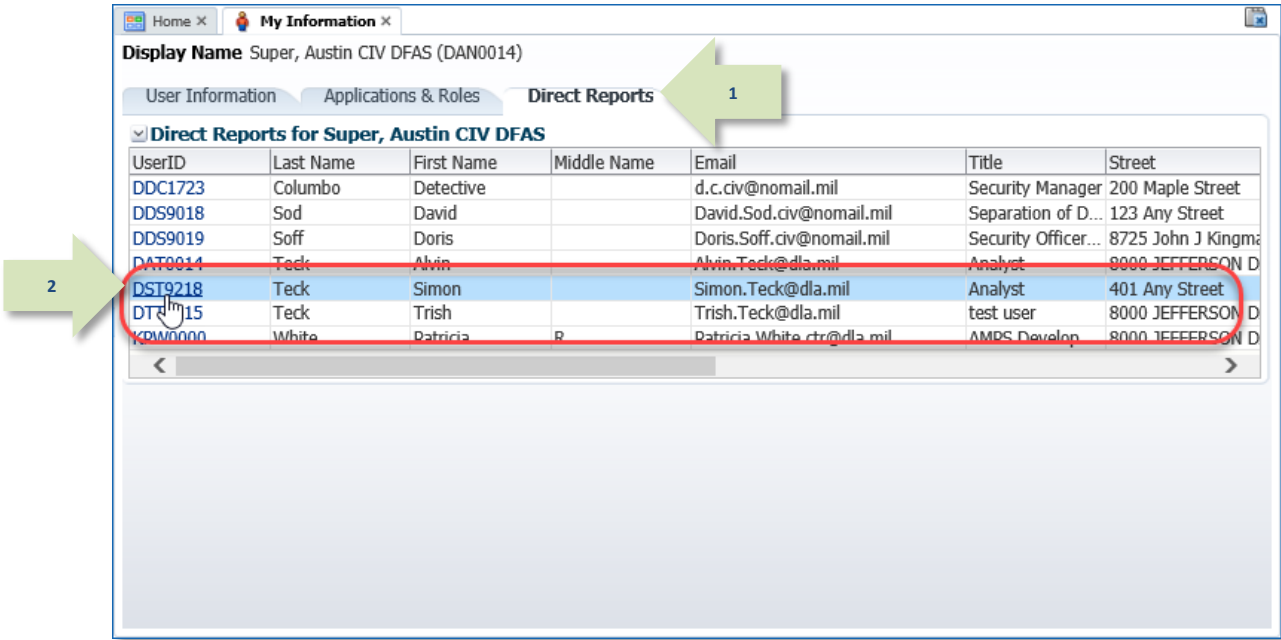 Home × My Information ×
Display Name Super, Austin CIV DFAS (DAN0014)
User Information Applications & Roles Direct Reports 1
Direct Reports for Super, Austin CIV DFAS
UserID Last Name First Name Middle Name Email Title Street
DDC1723 Columbo Detective d.c.civ@nomail.mil Security Manager 200 Maple Street
DDS9018 Sod David David.Sod.civ@nomail.mil Separation of D... 123 Any Street
DDS9019 Soff Doris Doris.Soff.civ@nomail.mil Security Officer... 8725 John J Kingma
DAT0014 Teck Alvin Alvin.Teck@dla.mil Analyst 8000 JEFFERSON D
2 DST9218 Teck Simon Simon.Teck@dla.mil Analyst 401 Any Street
Teck Trish Trish.Teck@dla.mil test user 8000 JEFFERSON D
KPW0000 White Patricia R Patricia.White.ctr@dla.mil AMPS Develop... 8000 JEFFERSON D